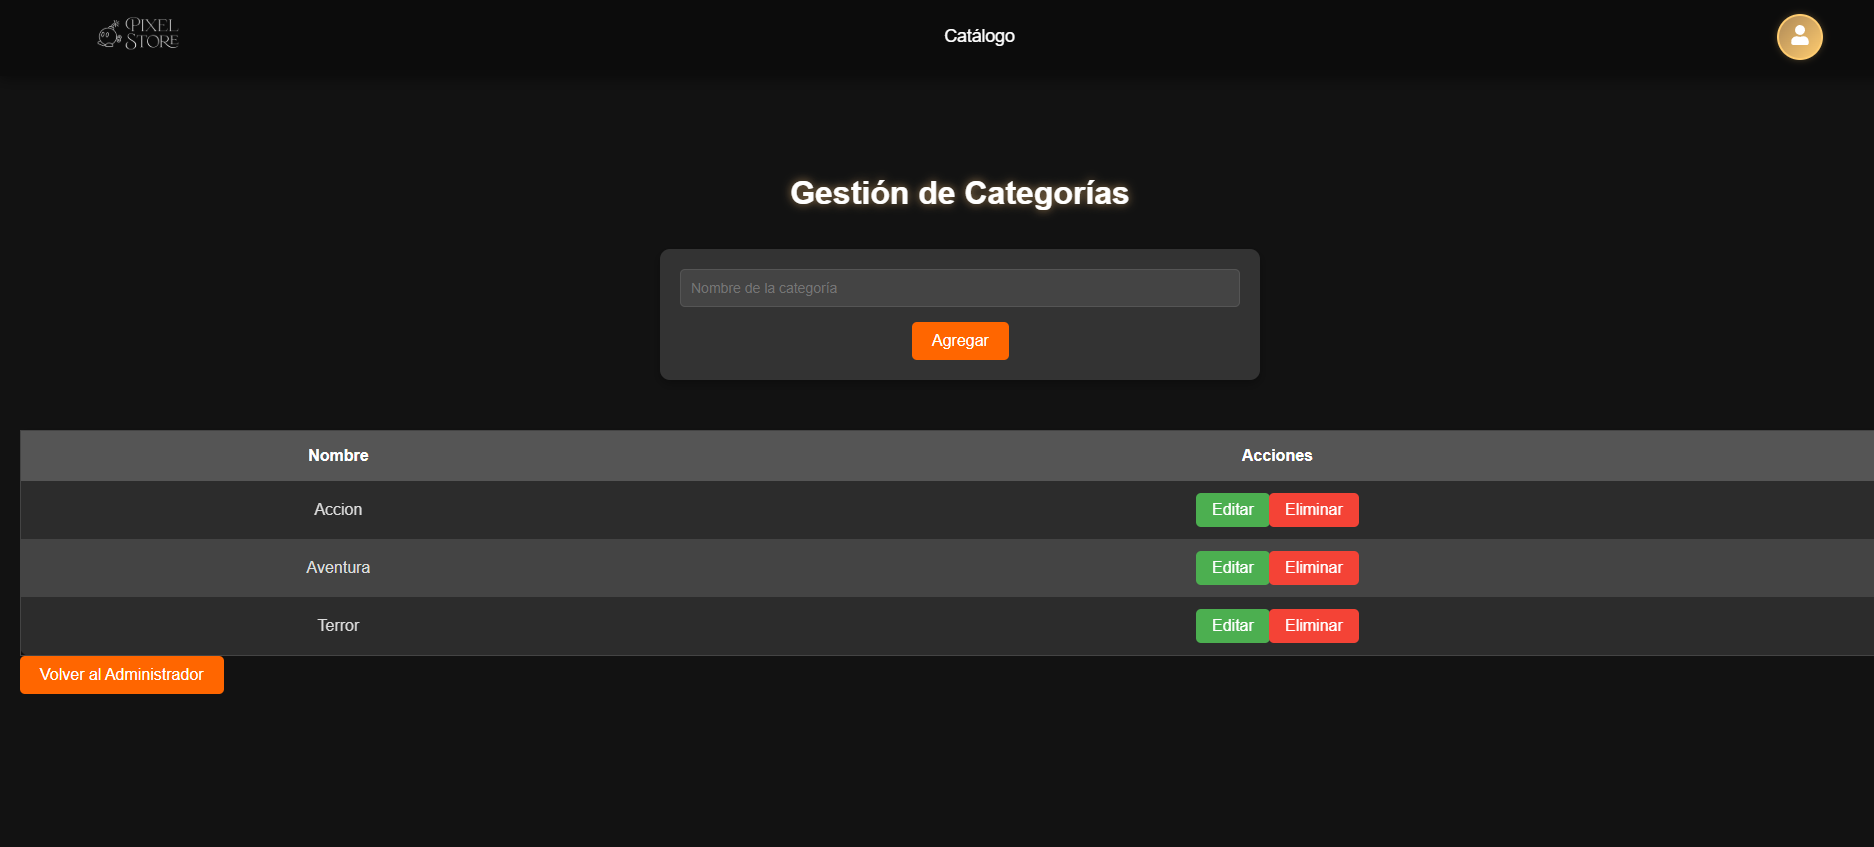 PIXEL
STORE
Catálogo
Gestión de Categorías
Nombre de la categoría
Agregar
Nombre Acciones
Accion Editar Eliminar
Aventura Editar Eliminar
Terror Editar Eliminar
Volver al Administrador